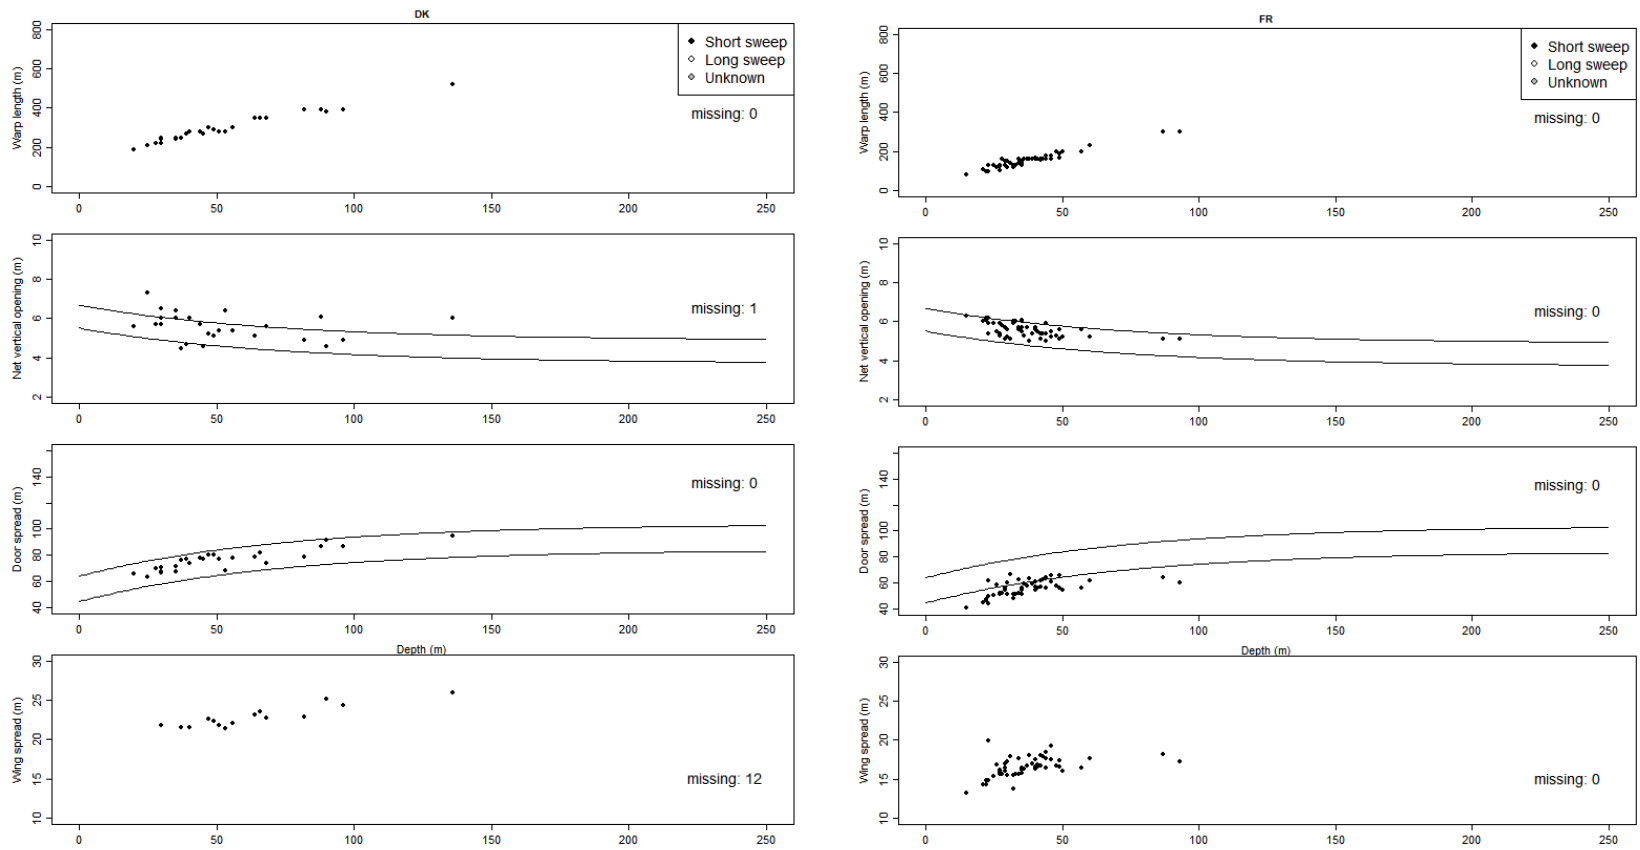 DK
Warp length (m)
0 200 400 600 800
Short sweep
Long sweep
Unknown
missing: 0
0 50 100 150 200 250
Net vertical opening (m)
2 4 6 8 10
missing: 1
0 50 100 150 200 250
Door spread (m)
40 60 80 100 140
missing: 0
0 50 100 150 200 250
Depth (m)
Wing spread (m)
10 15 20 25 30
missing: 12
0 50 100 150 200 250
FR
Warp length (m)
0 200 400 600 800
Short sweep
Long sweep
Unknown
missing: 0
0 50 100 150 200 250
Net vertical opening (m)
2 4 6 8 10
missing: 0
0 50 100 150 200 250
Door spread (m)
40 60 80 100 140
missing: 0
0 50 100 150 200 250
Depth (m)
Wing spread (m)
10 15 20 25 30
missing: 0
0 50 100 150 200 250